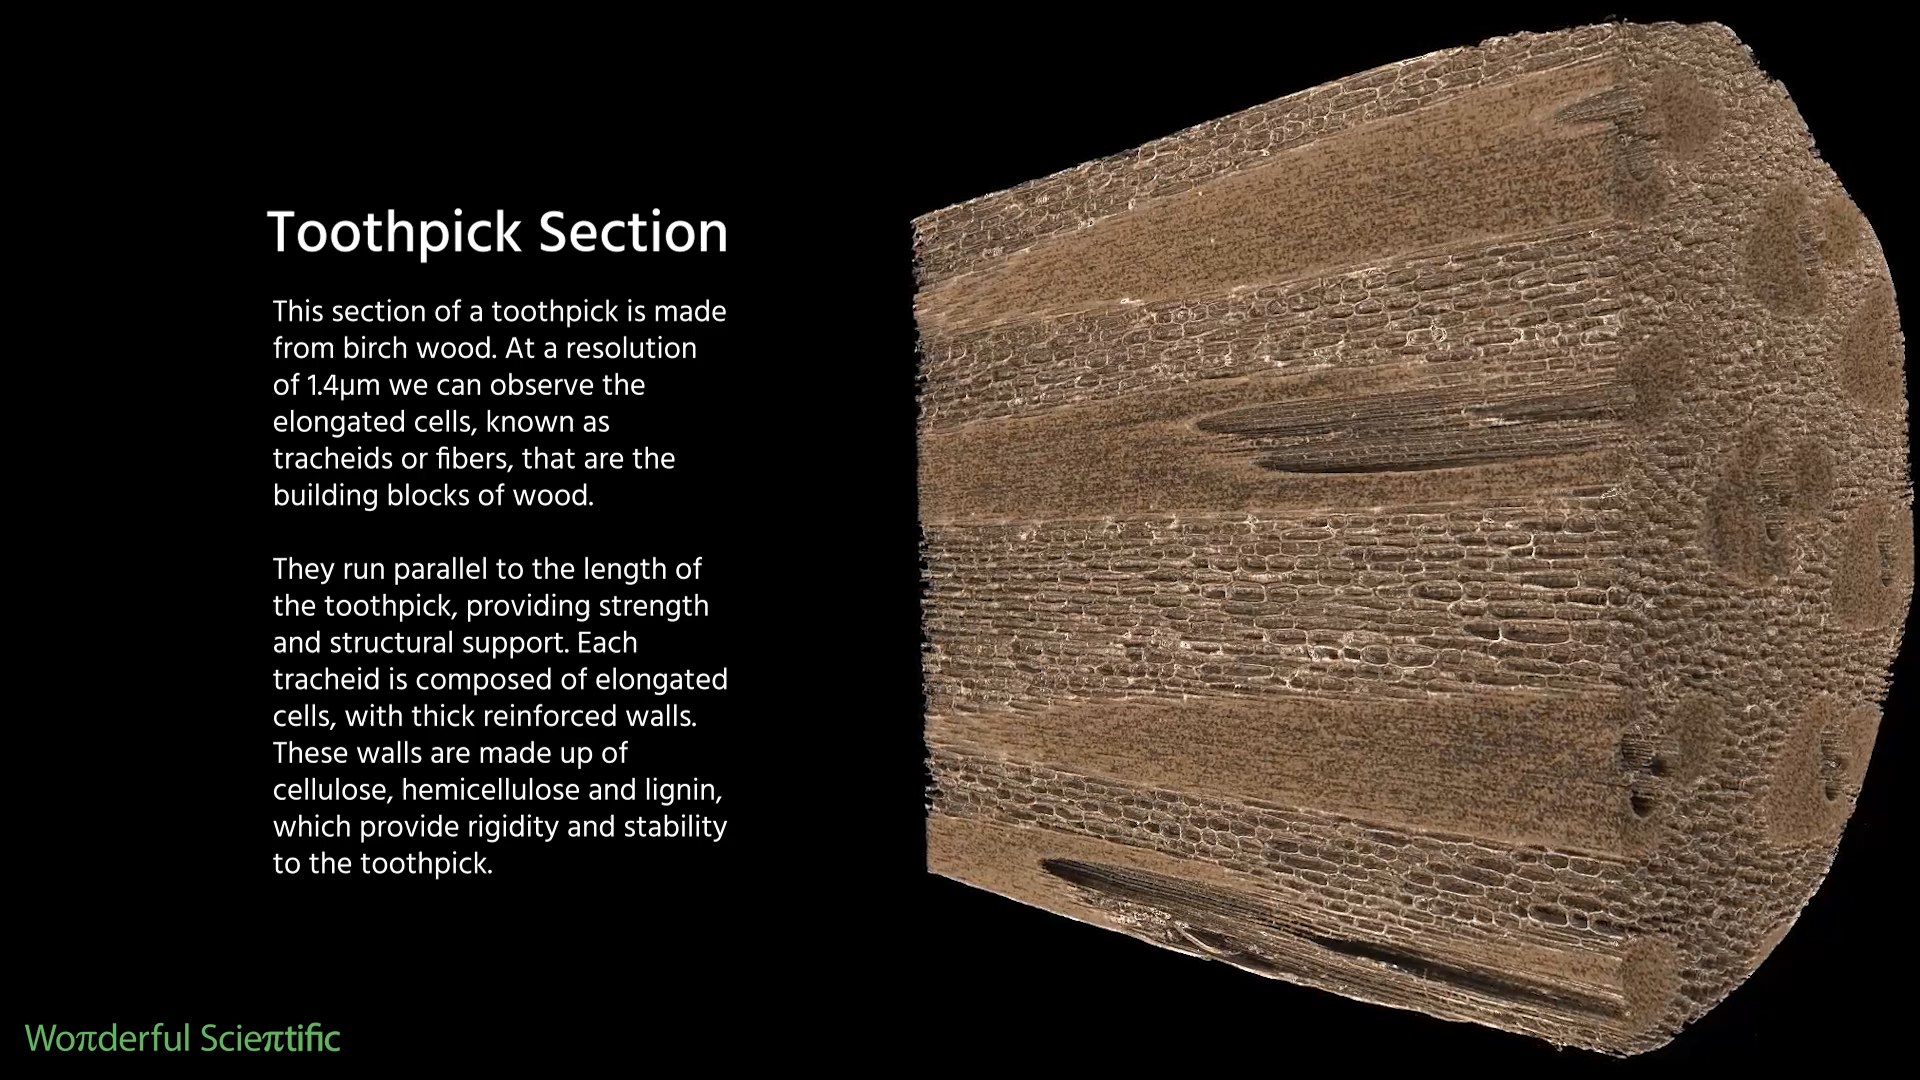 Toothpick Section
This section of a toothpick is made
from birch wood. At a resolution
of 1.4µm we can observe the
elongated cells, known as
tracheids or fibers, that are the
building blocks of wood.
They run parallel to the length of
the toothpick, providing strength
and structural support. Each
tracheid is composed of elongated
cells, with thick reinforced walls.
These walls are made up of
cellulose, hemicellulose and lignin,
which provide rigidity and stability
to the toothpick.
Woπderful Scieπtific